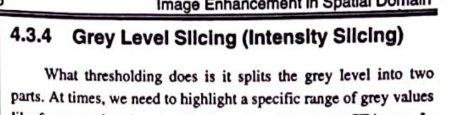 Image Enhancement in Spatial Domain
4.3.4 Grey Level Slicing (Intensity Slicing)
What thresholding does is it splits the grey level into two
parts. At times, we need to highlight a specific range of grey values